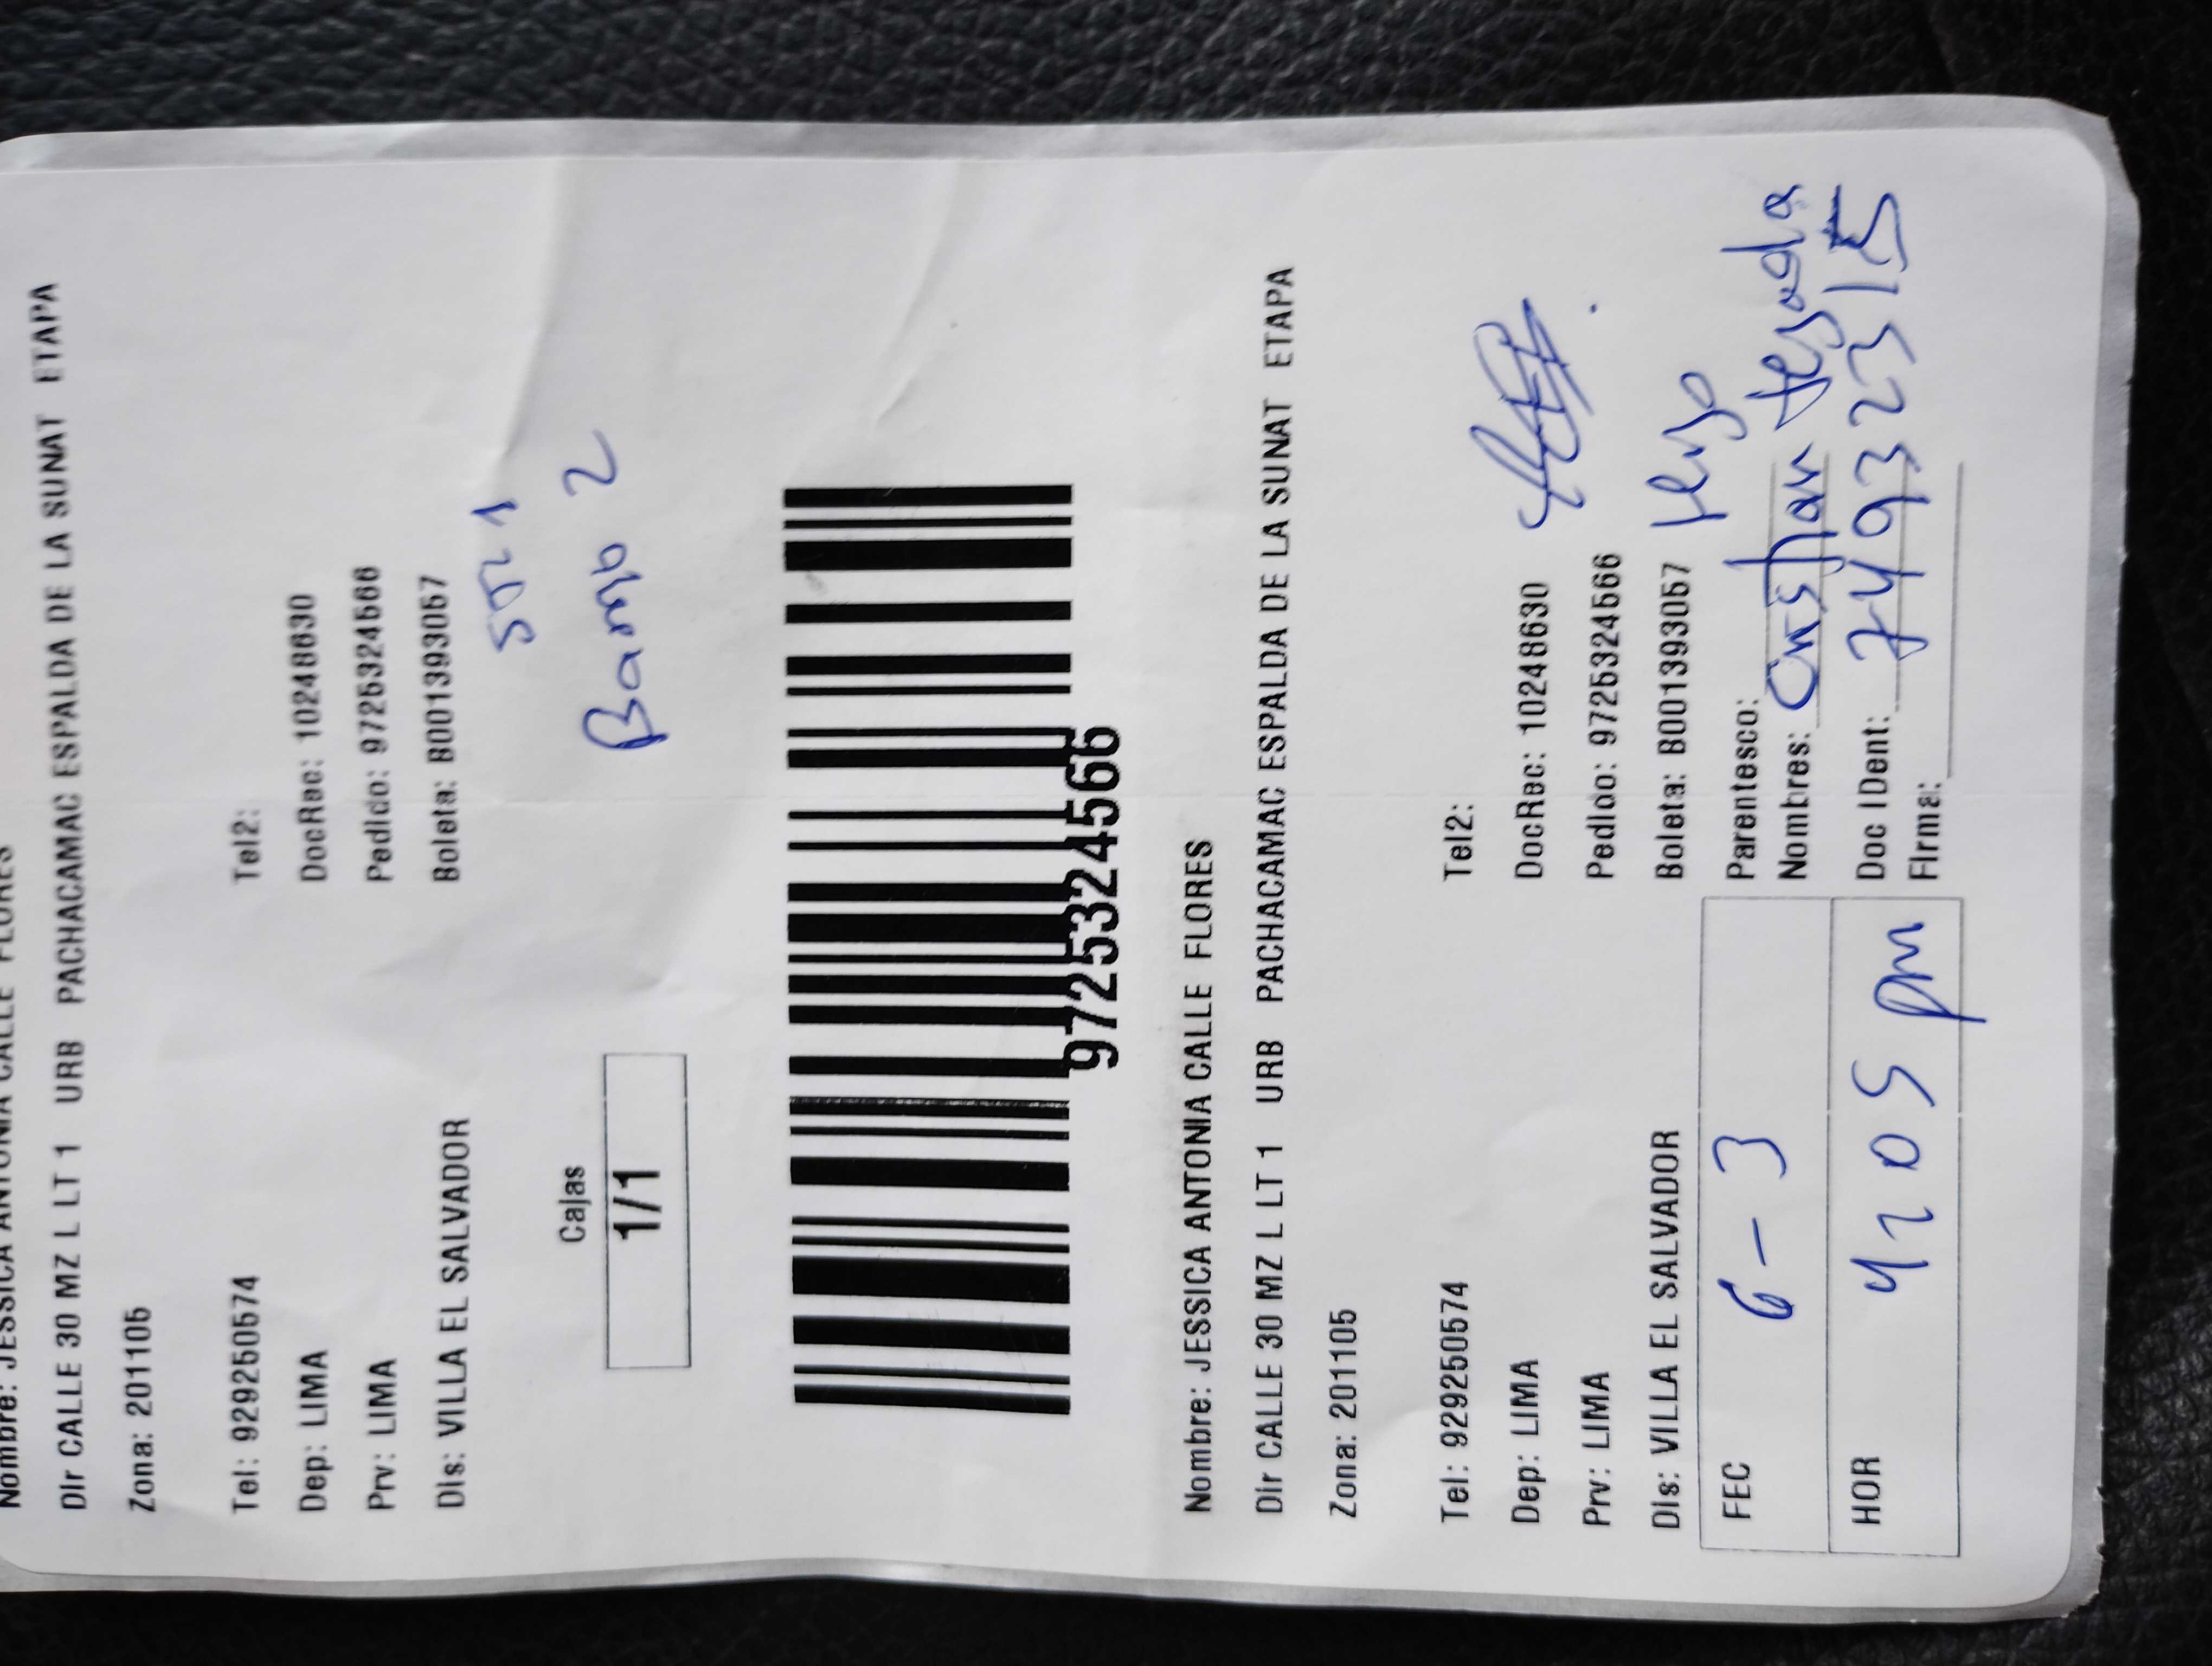 Nombre: JESSICA ANTONIA CALLE FLORES
Dir CALLE 30 MZ L LT 1 URB PACHACAMAC ESPALDA DE LA SUNAT ETAPA
Zona: 201105
Tel: 929250574 Tel2:
Dep: LIMA DocRec: 10248630
Prv: LIMA Pedido: 9725324566
Dis: VILLA EL SALVADOR Boleta: B001393057
Cajas
1/1
9725324566
Nombre: JESSICA ANTONIA CALLE FLORES
Dir CALLE 30 MZ L LT 1 URB PACHACAMAC ESPALDA DE LA SUNAT ETAPA
Zona: 201105
Tel: 929250574 Tel2:
Dep: LIMA DocRec: 10248630
Prv: LIMA Pedido: 9725324566
Dis: VILLA EL SALVADOR Boleta: B001393057
FEC 6-3 Parentesco:
Nombres:
HOR 4:05 pm Doc IDent:
Firma: